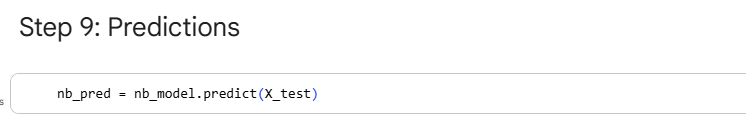 Step 9: Predictions
nb_pred = nb_model.predict(X_test)
s